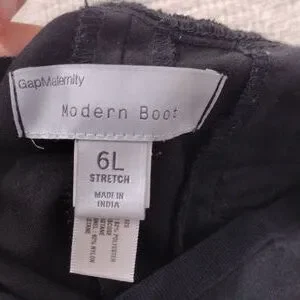 GapMaternity
Modern Boot
6L
STRETCH
MADE IN
INDIA